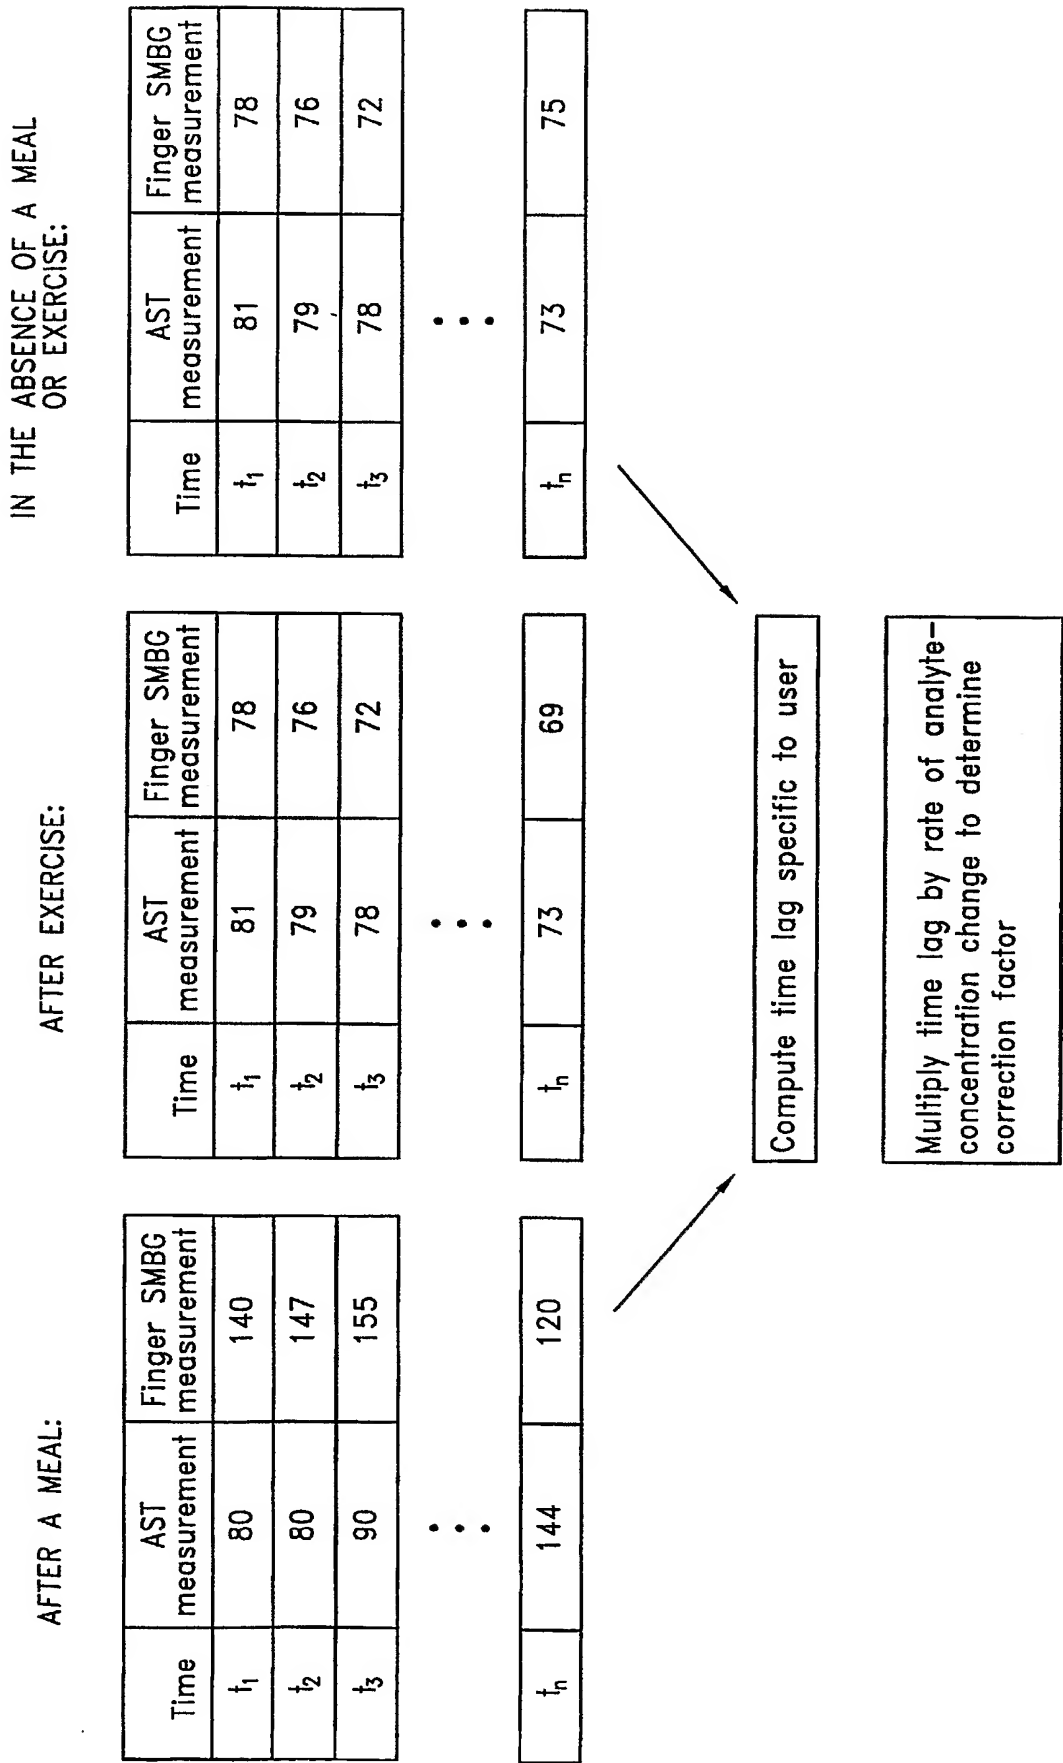 AFTER A MEAL:
Time AST measurement Finger SMBG measurement
t1 80 140
t2 80 147
t3 90 155
• • •
tn 144 120
AFTER EXERCISE:
Time AST measurement Finger SMBG measurement
t1 81 78
t2 79 76
t3 78 72
• • •
tn 73 69
IN THE ABSENCE OF A MEAL
OR EXERCISE:
Time AST measurement Finger SMBG measurement
t1 81 78
t2 79 76
t3 78 72
• • •
tn 73 75
Compute time lag specific to user
Multiply time lag by rate of analyte–
concentration change to determine
correction factor